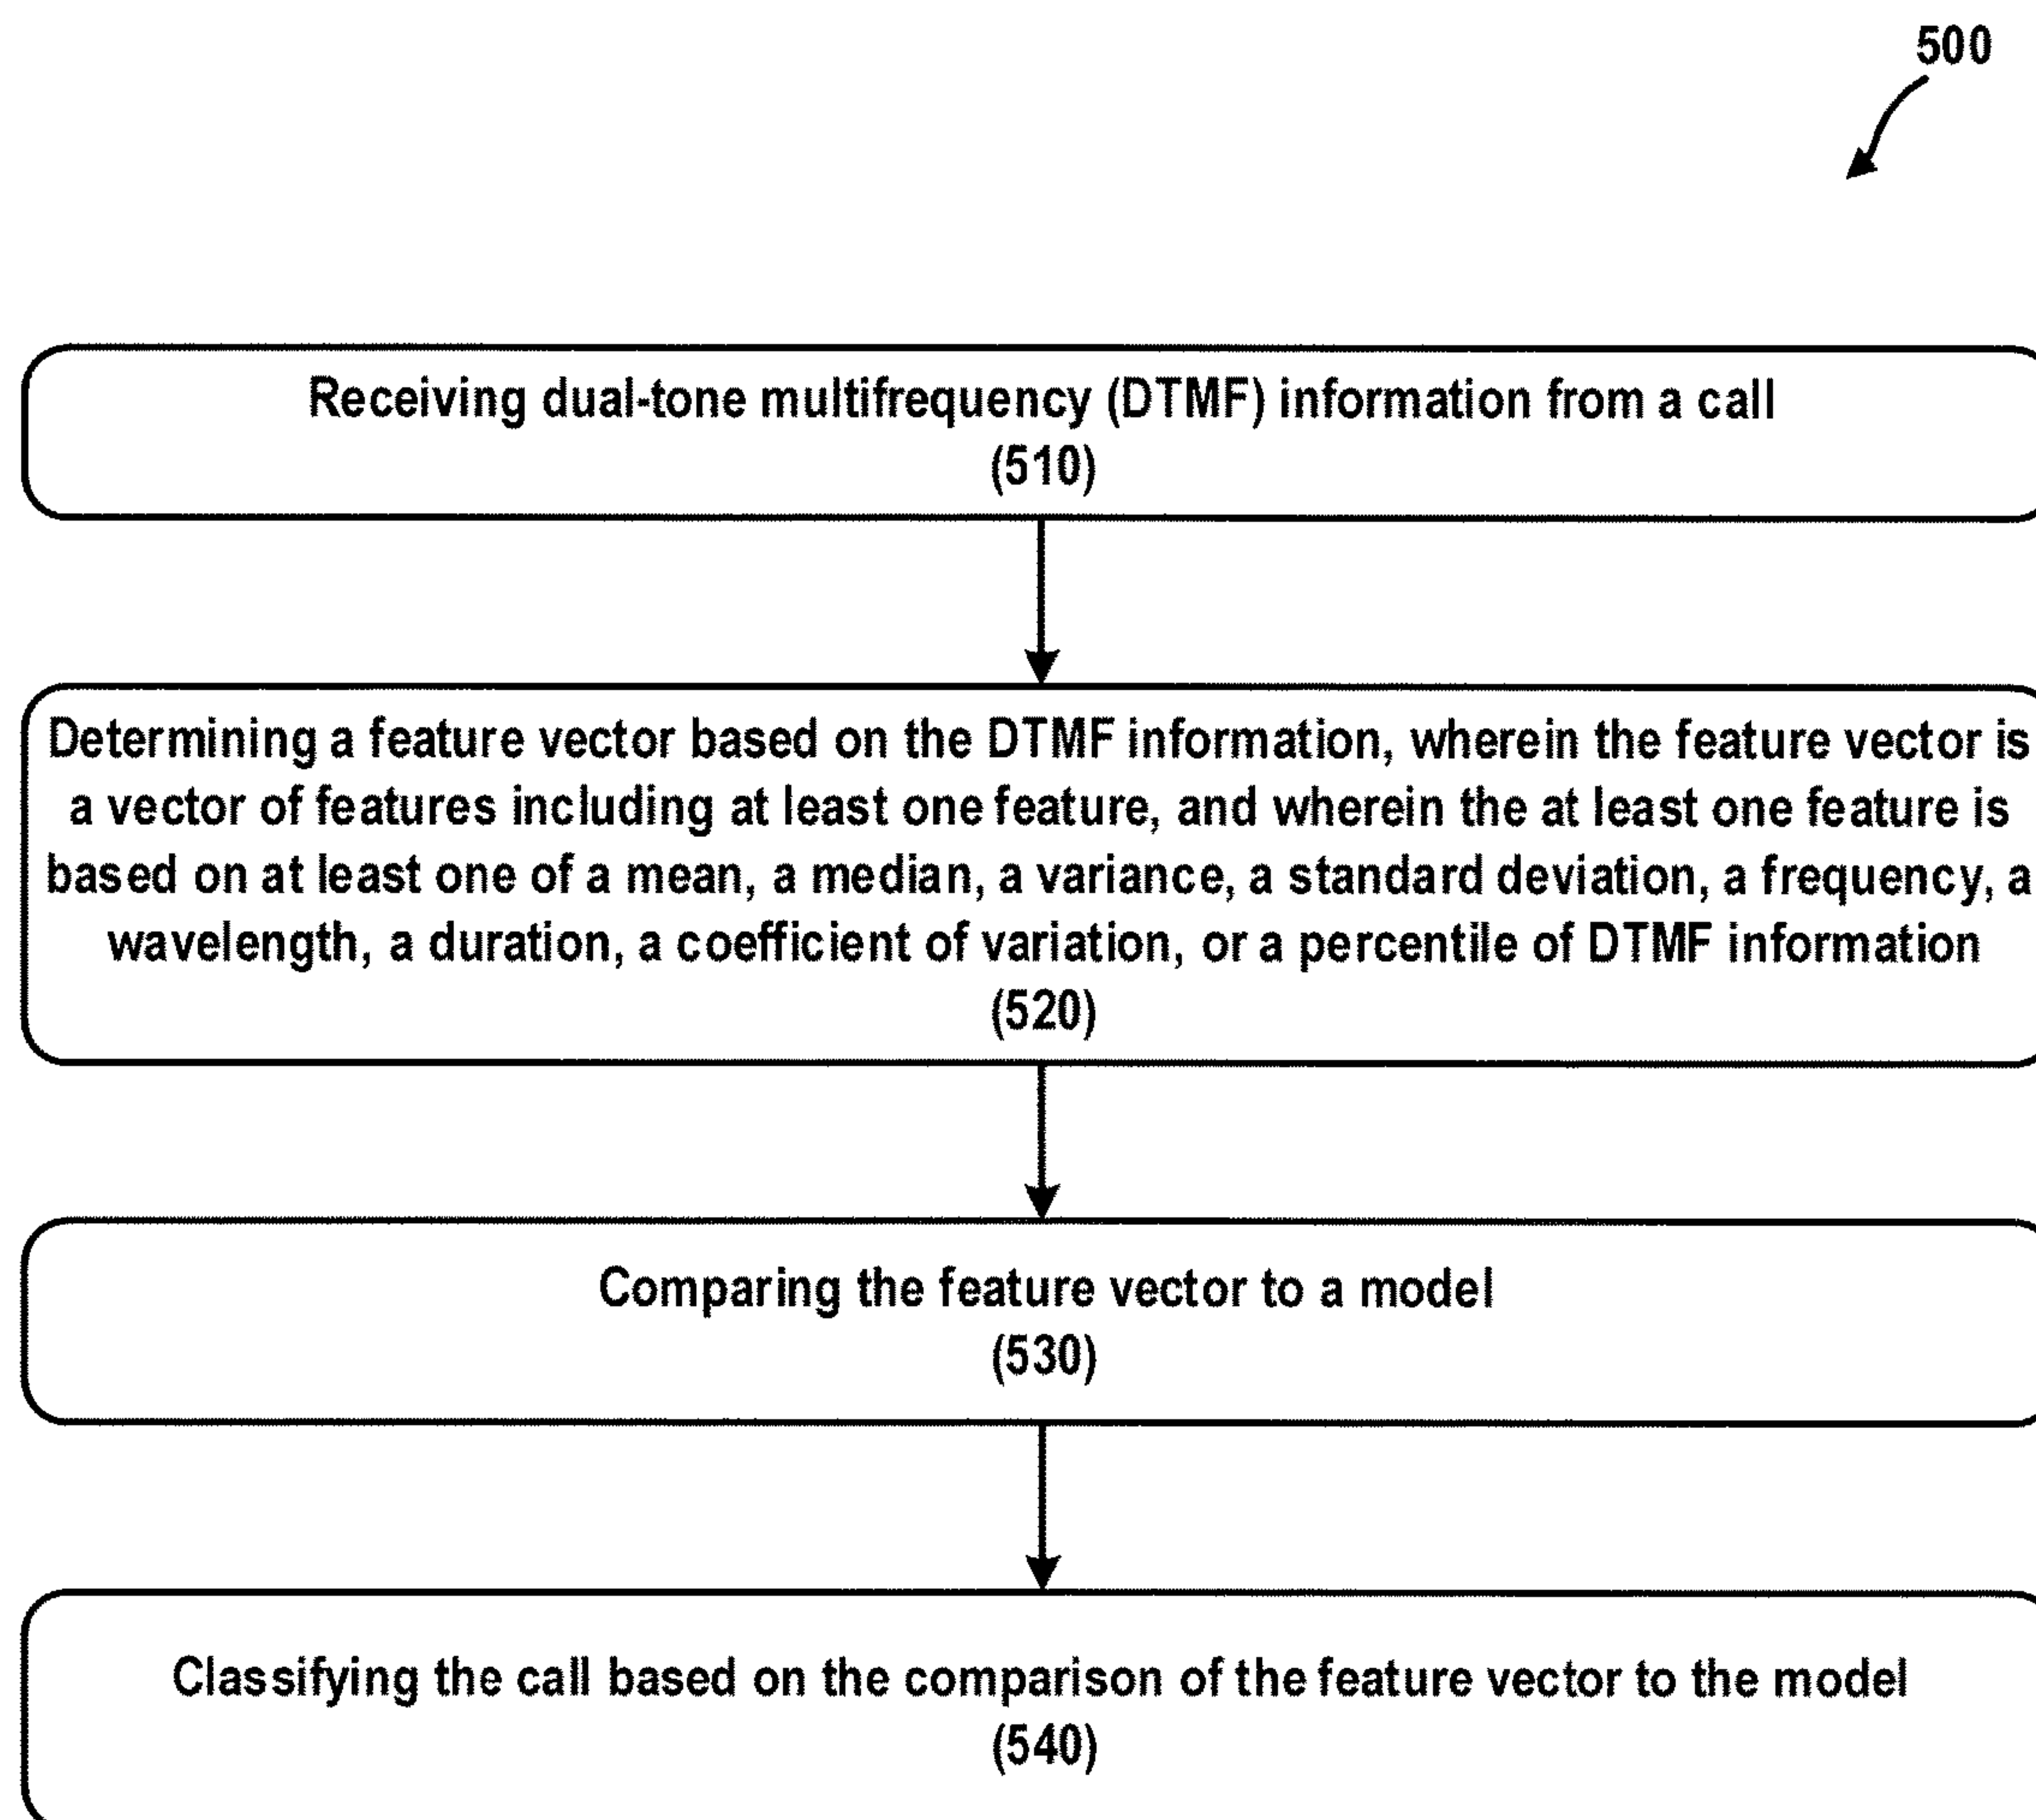 500
Receiving dual-tone multifrequency (DTMF) information from a call
(510)
Determining a feature vector based on the DTMF information, wherein the feature vector is
a vector of features including at least one feature, and wherein the at least one feature is
based on at least one of a mean, a median, a variance, a standard deviation, a frequency, a
wavelength, a duration, a coefficient of variation, or a percentile of DTMF information
(520)
Comparing the feature vector to a model
(530)
Classifying the call based on the comparison of the feature vector to the model
(540)